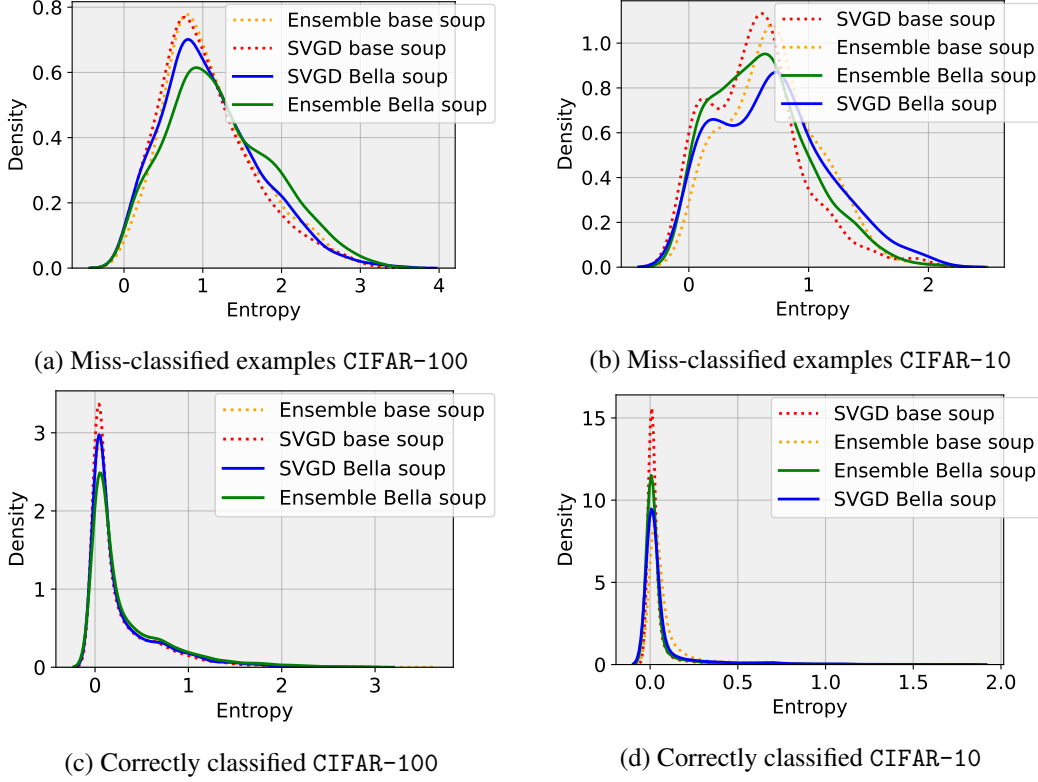 0.8
0.6
0.4
0.2
0.0
Density
0
1
2
3
4
Entropy
Ensemble base soup
SVGD base soup
SVGD Bella soup
Ensemble Bella soup
(a) Miss-classified examples CIFAR-100
1.0
0.8
0.6
0.4
0.2
0.0
Density
0
1
2
Entropy
SVGD base soup
Ensemble base soup
Ensemble Bella soup
SVGD Bella soup
(b) Miss-classified examples CIFAR-10
3
2
1
0
Density
0
1
2
3
Entropy
Ensemble base soup
SVGD base soup
SVGD Bella soup
Ensemble Bella soup
(c) Correctly classified CIFAR-100
15
10
5
0
Density
0.0
0.5
1.0
1.5
2.0
Entropy
SVGD base soup
Ensemble base soup
Ensemble Bella soup
SVGD Bella soup
(d) Correctly classified CIFAR-10